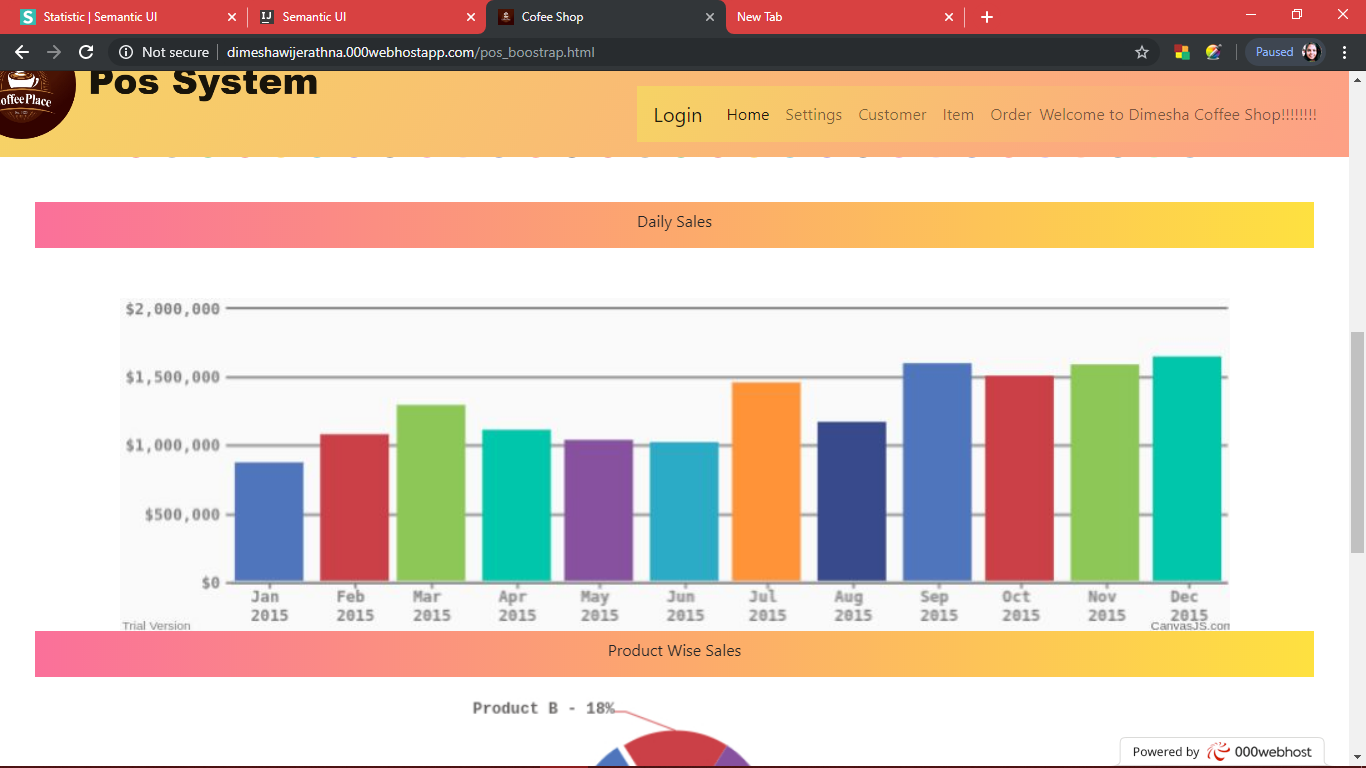 Statistic | Semantic UI
Semantic UI
Cofee Shop
New Tab
Not secure
dimeshawijerathna.000webhostapp.com/pos_boostrap.html
Paused
Pos System
Login Home Settings Customer Item Order Welcome to Dimesha Coffee Shop!!!!!!!!
Daily Sales
$2,000,000
$1,500,000
$1,000,000
$500,000
$0
Jan 2015
Feb 2015
Mar 2015
Apr 2015
May 2015
Jun 2015
Jul 2015
Aug 2015
Sep 2015
Oct 2015
Nov 2015
Dec 2015
Trial Version
CanvasJS.com
Product Wise Sales
Product B - 18%
Powered by 000webhost